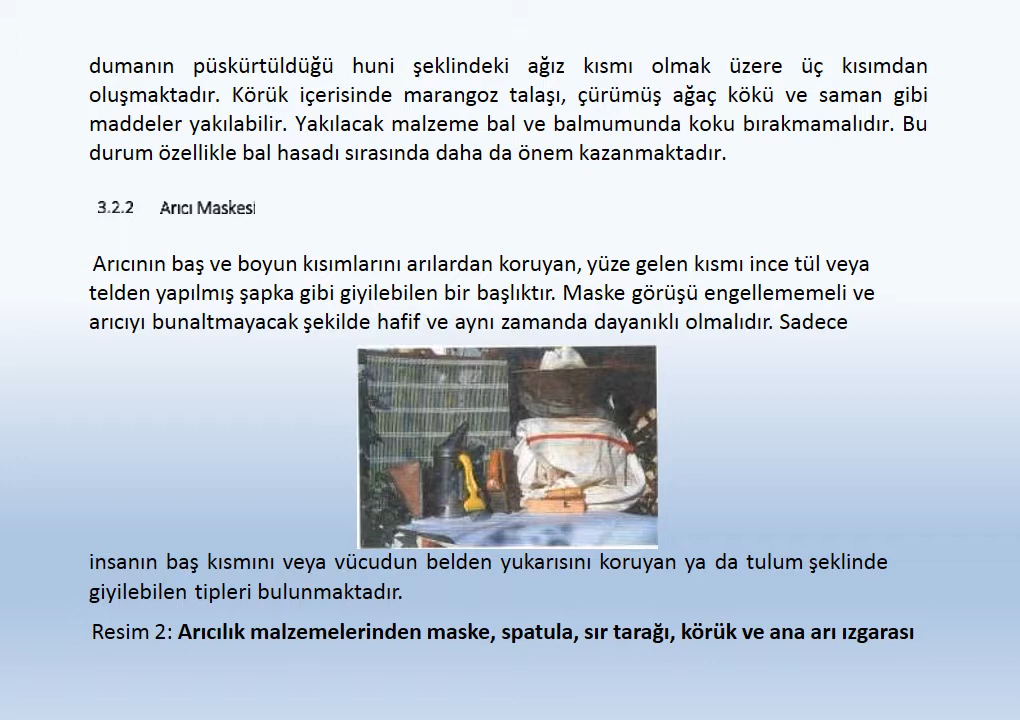 dumanın püskürtüldüğü huni şeklindeki ağız kısmı olmak üzere üç kısımdan
oluşmaktadır. Körük içerisinde marangoz talaşı, çürümüş ağaç kökü ve saman gibi
maddeler yakılabilir. Yakılacak malzeme bal ve balmumunda koku bırakmamalıdır. Bu
durum özellikle bal hasadı sırasında daha da önem kazanmaktadır.
3.2.2 Arıcı Maskesi
Arıcının baş ve boyun kısımlarını arılardan koruyan, yüze gelen kısmı ince tül veya
telden yapılmış şapka gibi giyilebilen bir başlıktır. Maske görüşü engellememeli ve
arıcıyı bunaltmayacak şekilde hafif ve aynı zamanda dayanıklı olmalıdır. Sadece
insanın baş kısmını veya vücudun belden yukarısını koruyan ya da tulum şeklinde
giyilebilen tipleri bulunmaktadır.
Resim 2: Arıcılık malzemelerinden maske, spatula, sır tarağı, körük ve ana arı ızgarası